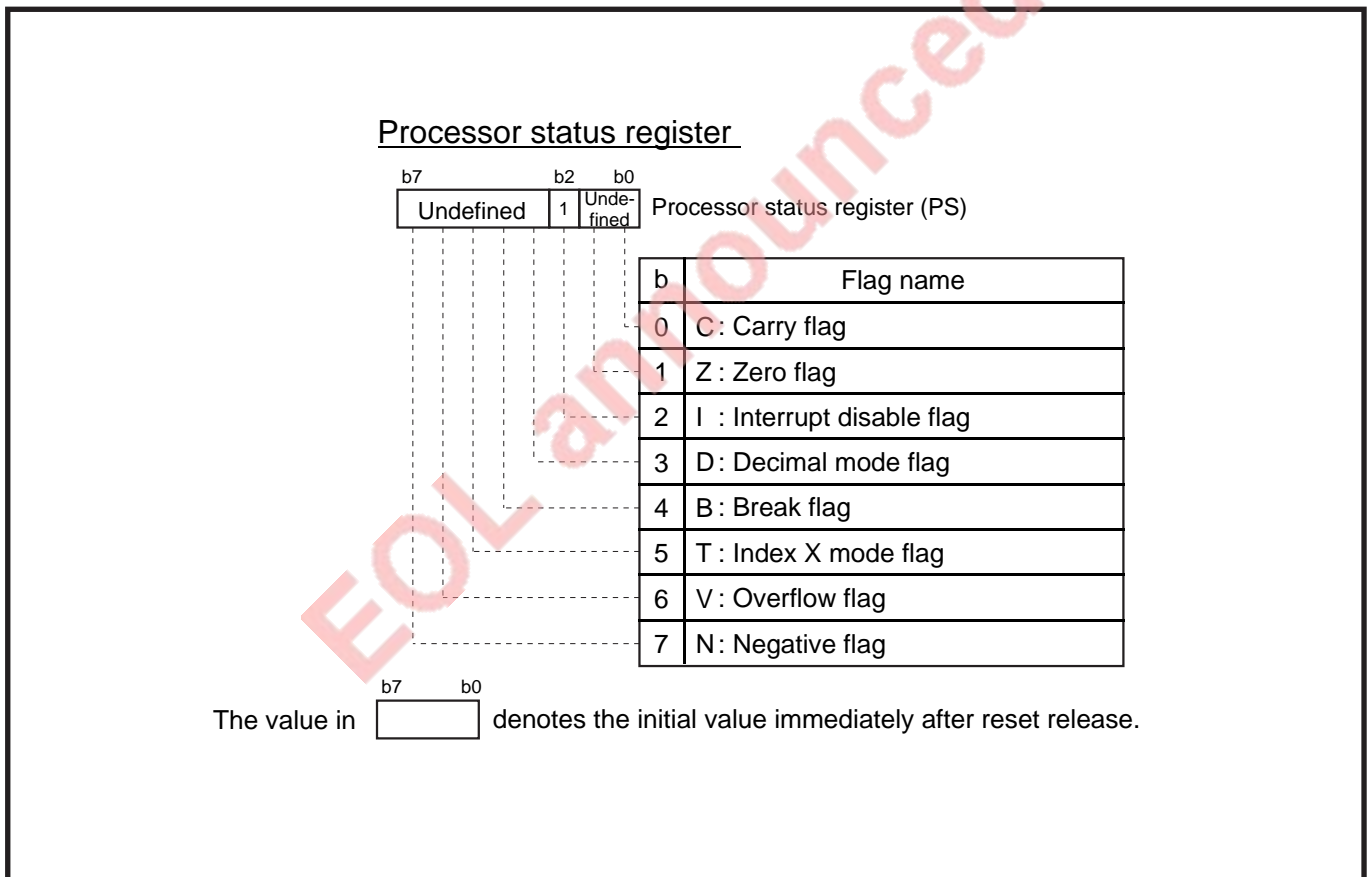 Processor status register
b7 b2 b0
Undefined 1 Unde-
fined
Processor status register (PS)
b Flag name
0 C : Carry flag
1 Z : Zero flag
2 I : Interrupt disable flag
3 D : Decimal mode flag
4 B : Break flag
5 T : Index X mode flag
6 V : Overflow flag
7 N : Negative flag
b7 b0
The value in denotes the initial value immediately after reset release.
EOL announced